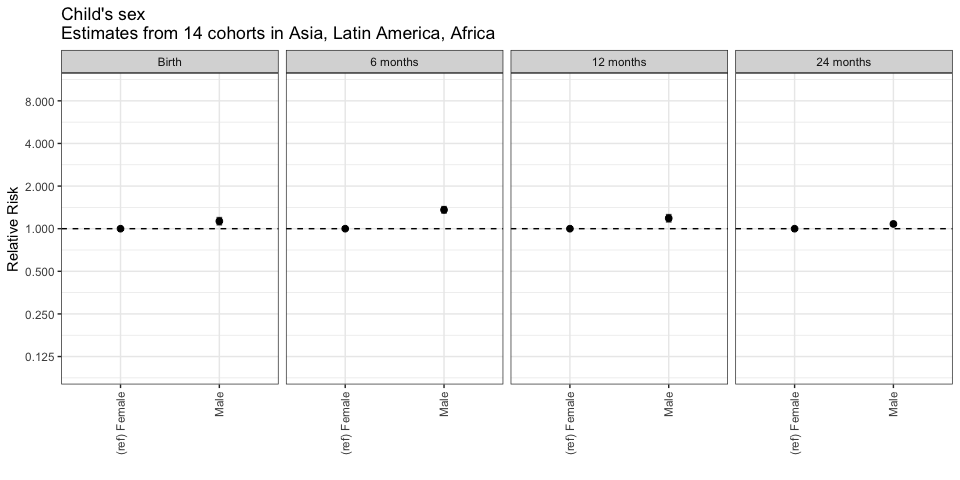 Child's sex
Estimates from 14 cohorts in Asia, Latin America, Africa
Birth
6 months
12 months
24 months
Relative Risk
8.000
4.000
2.000
1.000
0.500
0.250
0.125
(ref) Female
Male
(ref) Female
Male
(ref) Female
Male
(ref) Female
Male